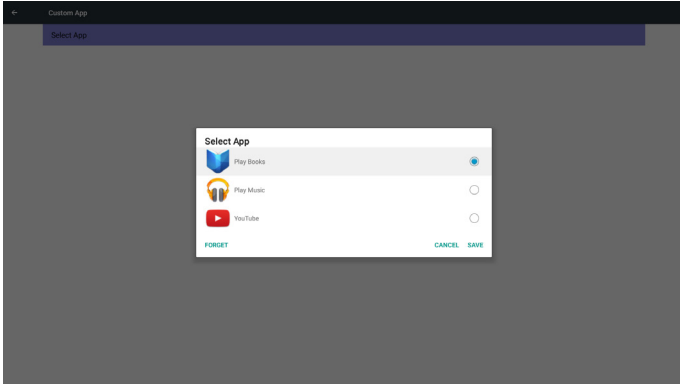 Custom App
Select App
Select App
Play Books
Play Music
YouTube
FORGET CANCEL SAVE